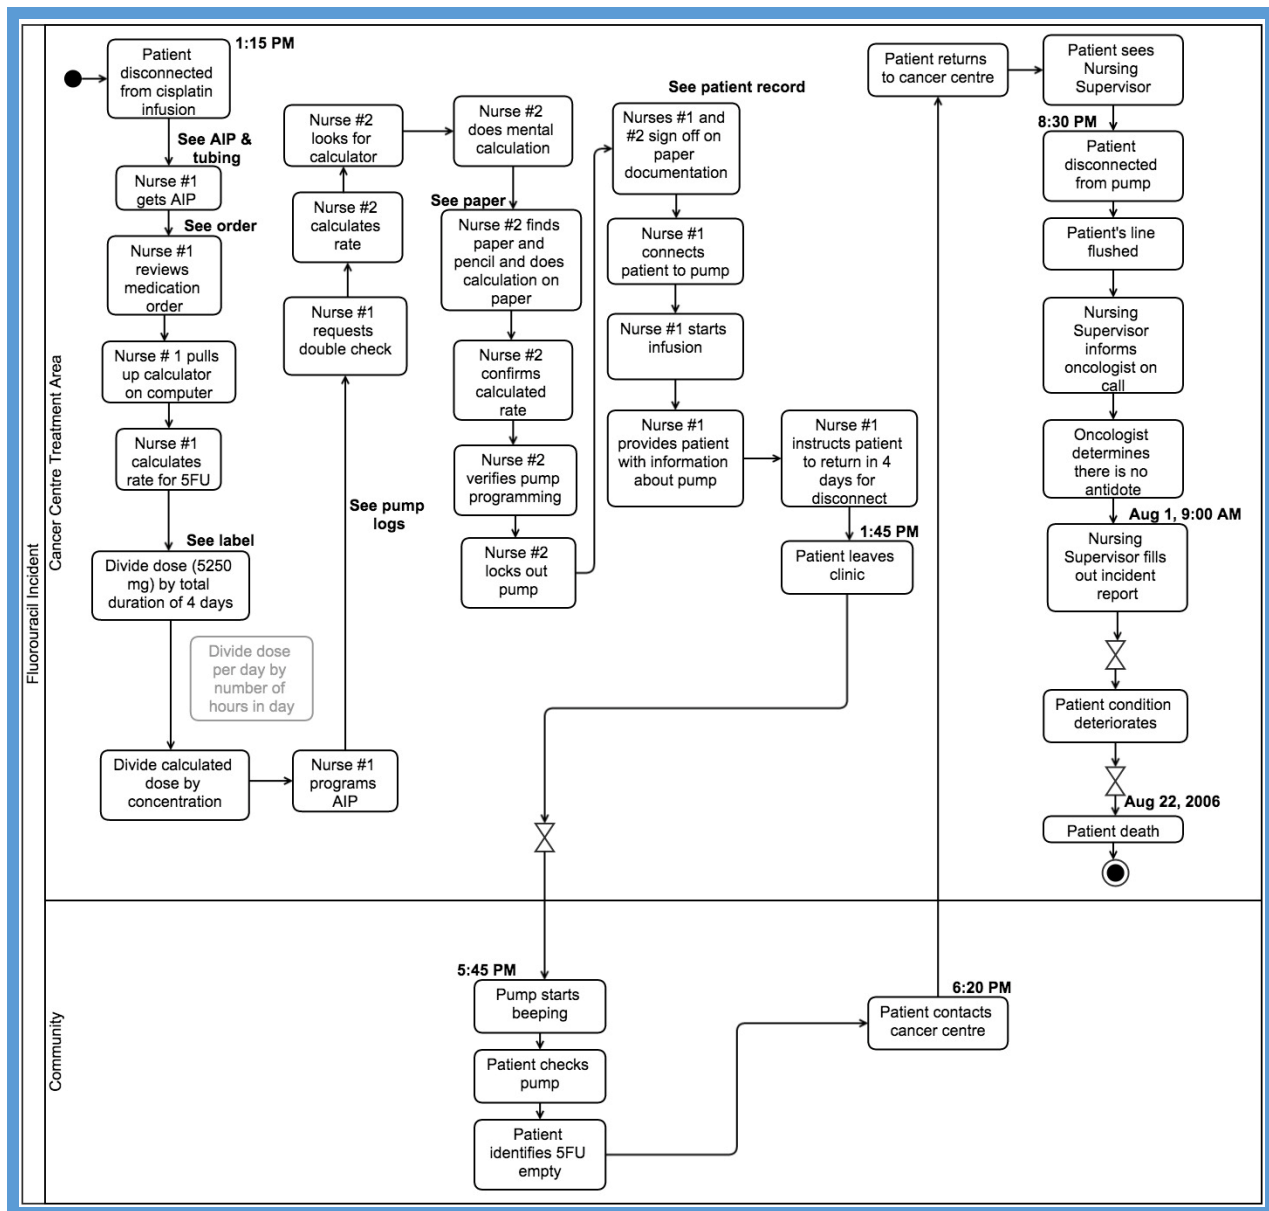 Fluorouracil Incident
Cancer Centre Treatment Area
1:15 PM
Patient
disconnected
from cisplatin
infusion
See AIP &
tubing
Nurse #1
gets AIP
See order
Nurse #1
reviews
medication
order
Nurse # 1 pulls
up calculator
on computer
Nurse #1
calculates
rate for 5FU
See label
Divide dose (5250
mg) by total
duration of 4 days
Divide dose
per day by
number of
hours in day
Divide calculated
dose by
concentration
Nurse #1
programs
AIP
See pump
logs
Nurse #1
requests
double check
Nurse #2
calculates
rate
Nurse #2
looks for
calculator
Nurse #2
does mental
calculation
See paper
Nurse #2 finds
paper and
pencil and does
calculation on
paper
Nurse #2
confirms
calculated
rate
Nurse #2
verifies pump
programming
Nurse #2
locks out
pump
See patient record
Nurses #1 and
#2 sign off on
paper
documentation
Nurse #1
connects
patient to pump
Nurse #1 starts
infusion
Nurse #1
provides patient
with information
about pump
Nurse #1
instructs patient
to return in 4
days for
disconnect
1:45 PM
Patient leaves
clinic
Community
5:45 PM
Pump starts
beeping
Patient checks
pump
Patient
identifies 5FU
empty
6:20 PM
Patient contacts
cancer centre
Patient returns
to cancer centre
Patient sees
Nursing
Supervisor
8:30 PM
Patient
disconnected
from pump
Patient's line
flushed
Nursing
Supervisor
informs
oncologist on
call
Oncologist
determines
there is no
antidote
Aug 1, 9:00 AM
Nursing
Supervisor fills
out incident
report
Patient condition
deteriorates
Aug 22, 2006
Patient death